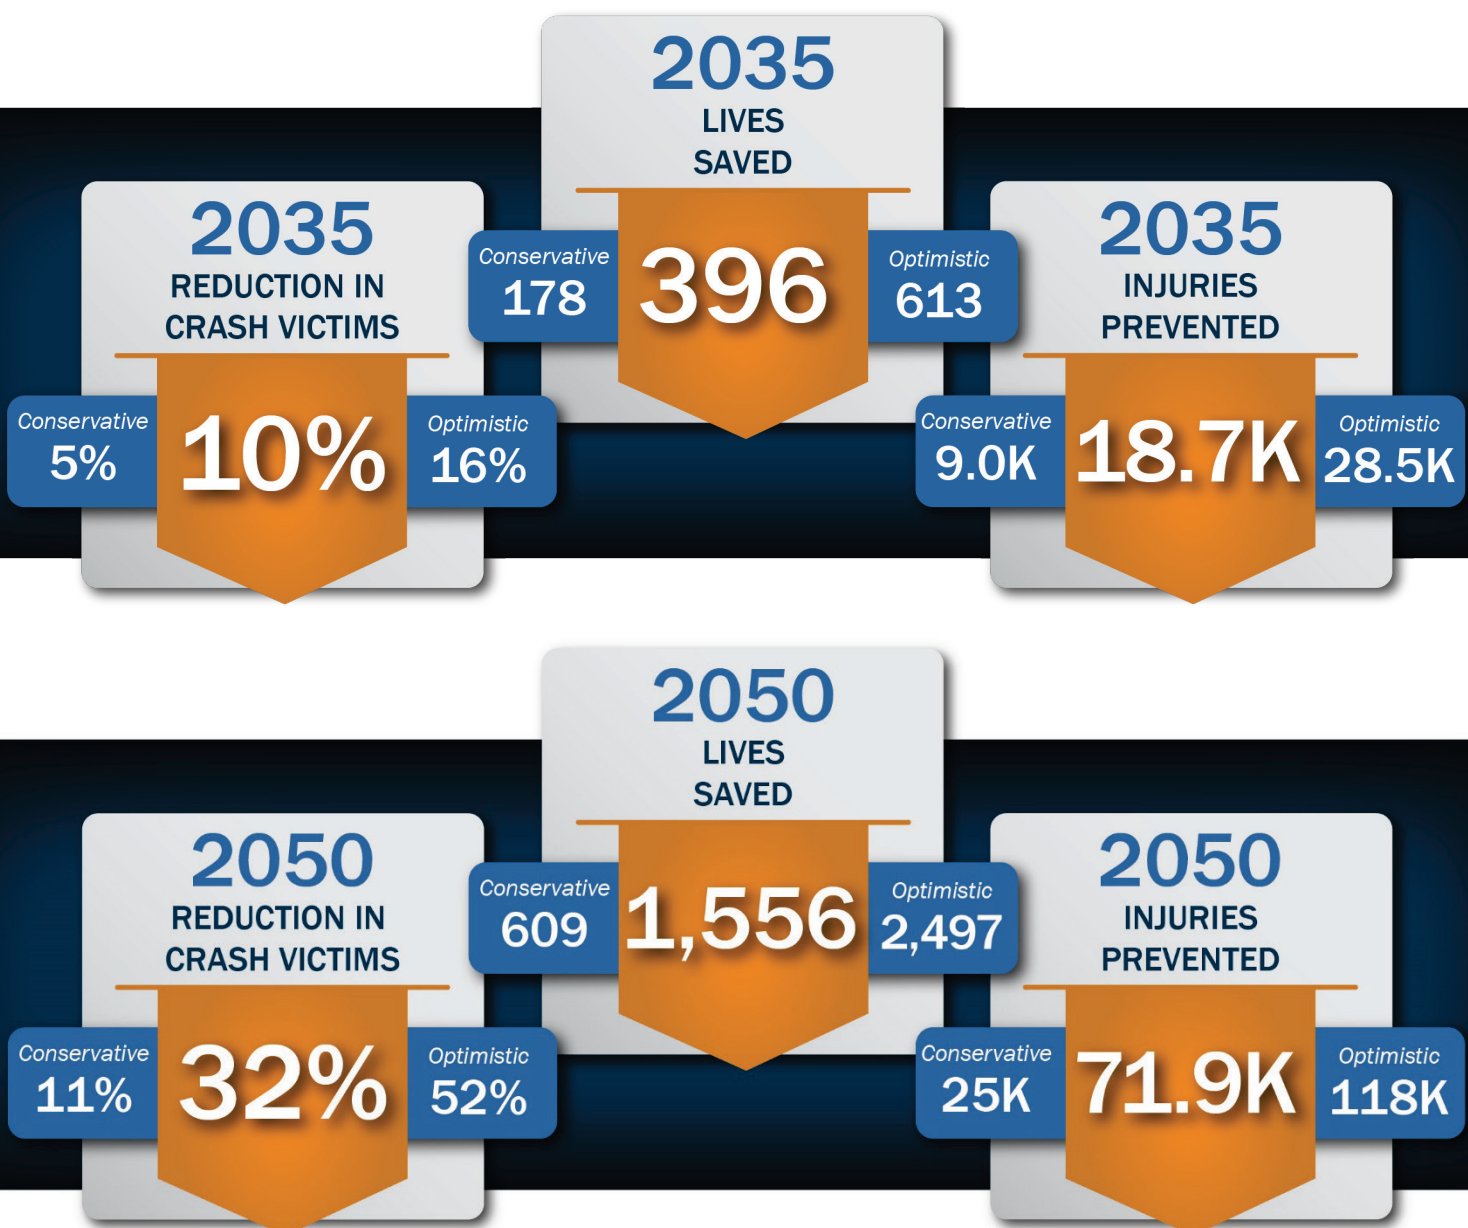 2035
LIVES
SAVED
Conservative
178
396
Optimistic
613
2035
REDUCTION IN
CRASH VICTIMS
Conservative
5%
10%
Optimistic
16%
2035
INJURIES
PREVENTED
Conservative
9.0K
18.7K
Optimistic
28.5K
2050
LIVES
SAVED
Conservative
609
1,556
Optimistic
2,497
2050
REDUCTION IN
CRASH VICTIMS
Conservative
11%
32%
Optimistic
52%
2050
INJURIES
PREVENTED
Conservative
25K
71.9K
Optimistic
118K